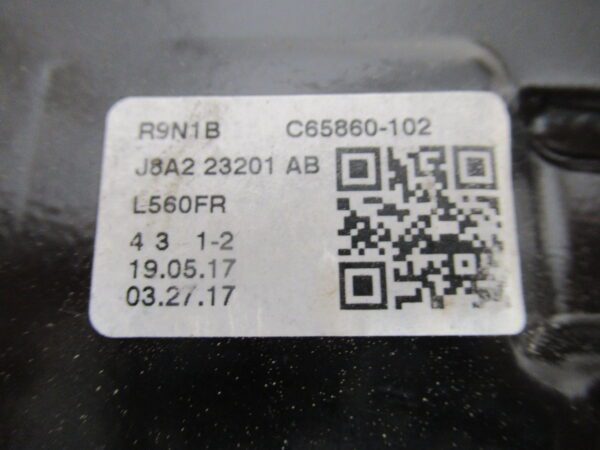 R9N1B C65860-102
J8A2 23201 AB
L560FR
4 3 1-2
19.05.17
03.27.17